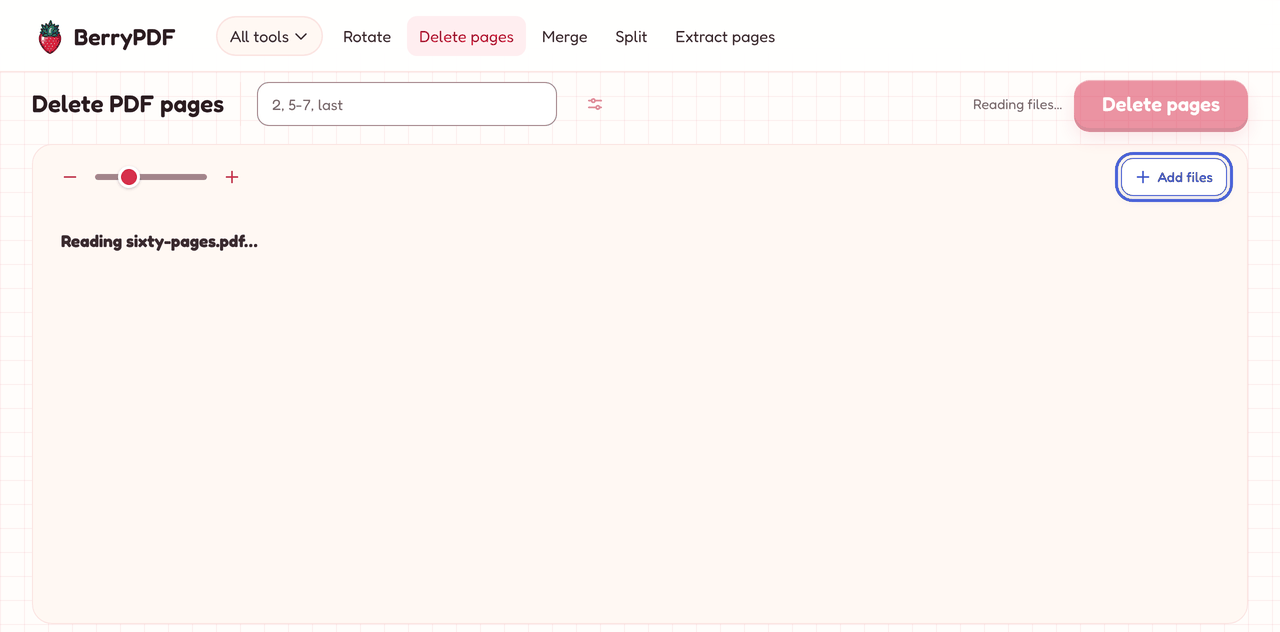 BerryPDF
All tools
Rotate
Delete pages
Merge
Split
Extract pages
Delete PDF pages
2, 5-7, last
Reading files...
Delete pages
Add files
Reading sixty-pages.pdf...